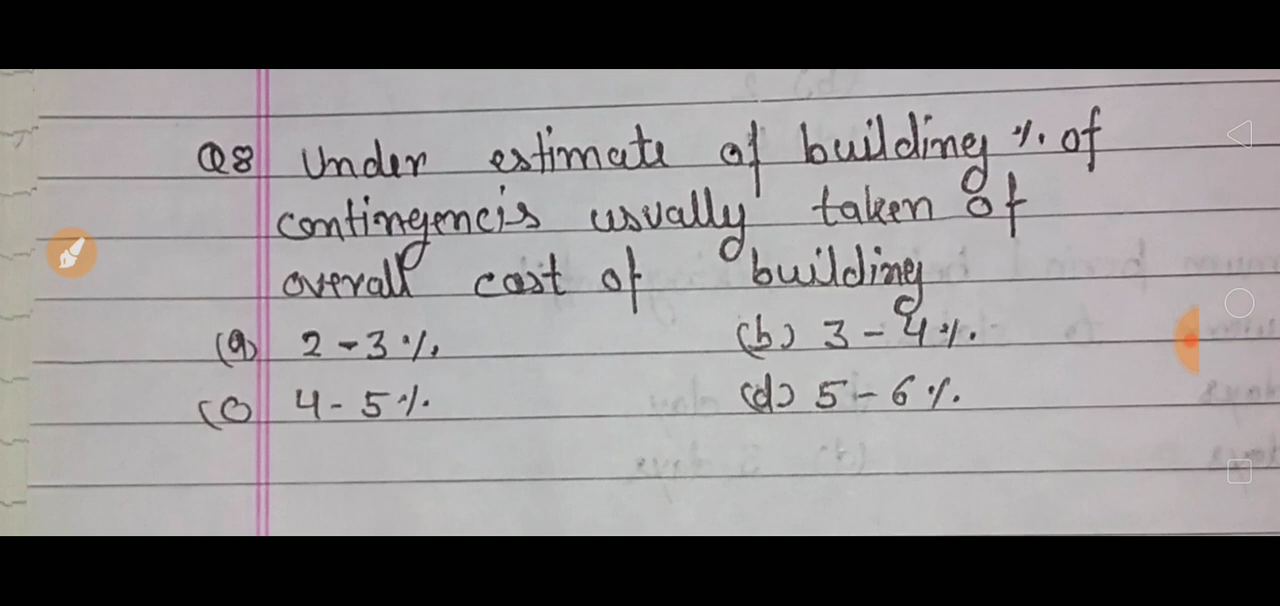 Q8 Under estimate of building % of
contingencis usually taken of
overall cost of building
(a) 2-3%.
(b) 3-4%.
(c) 4-5%.
(d) 5-6%.